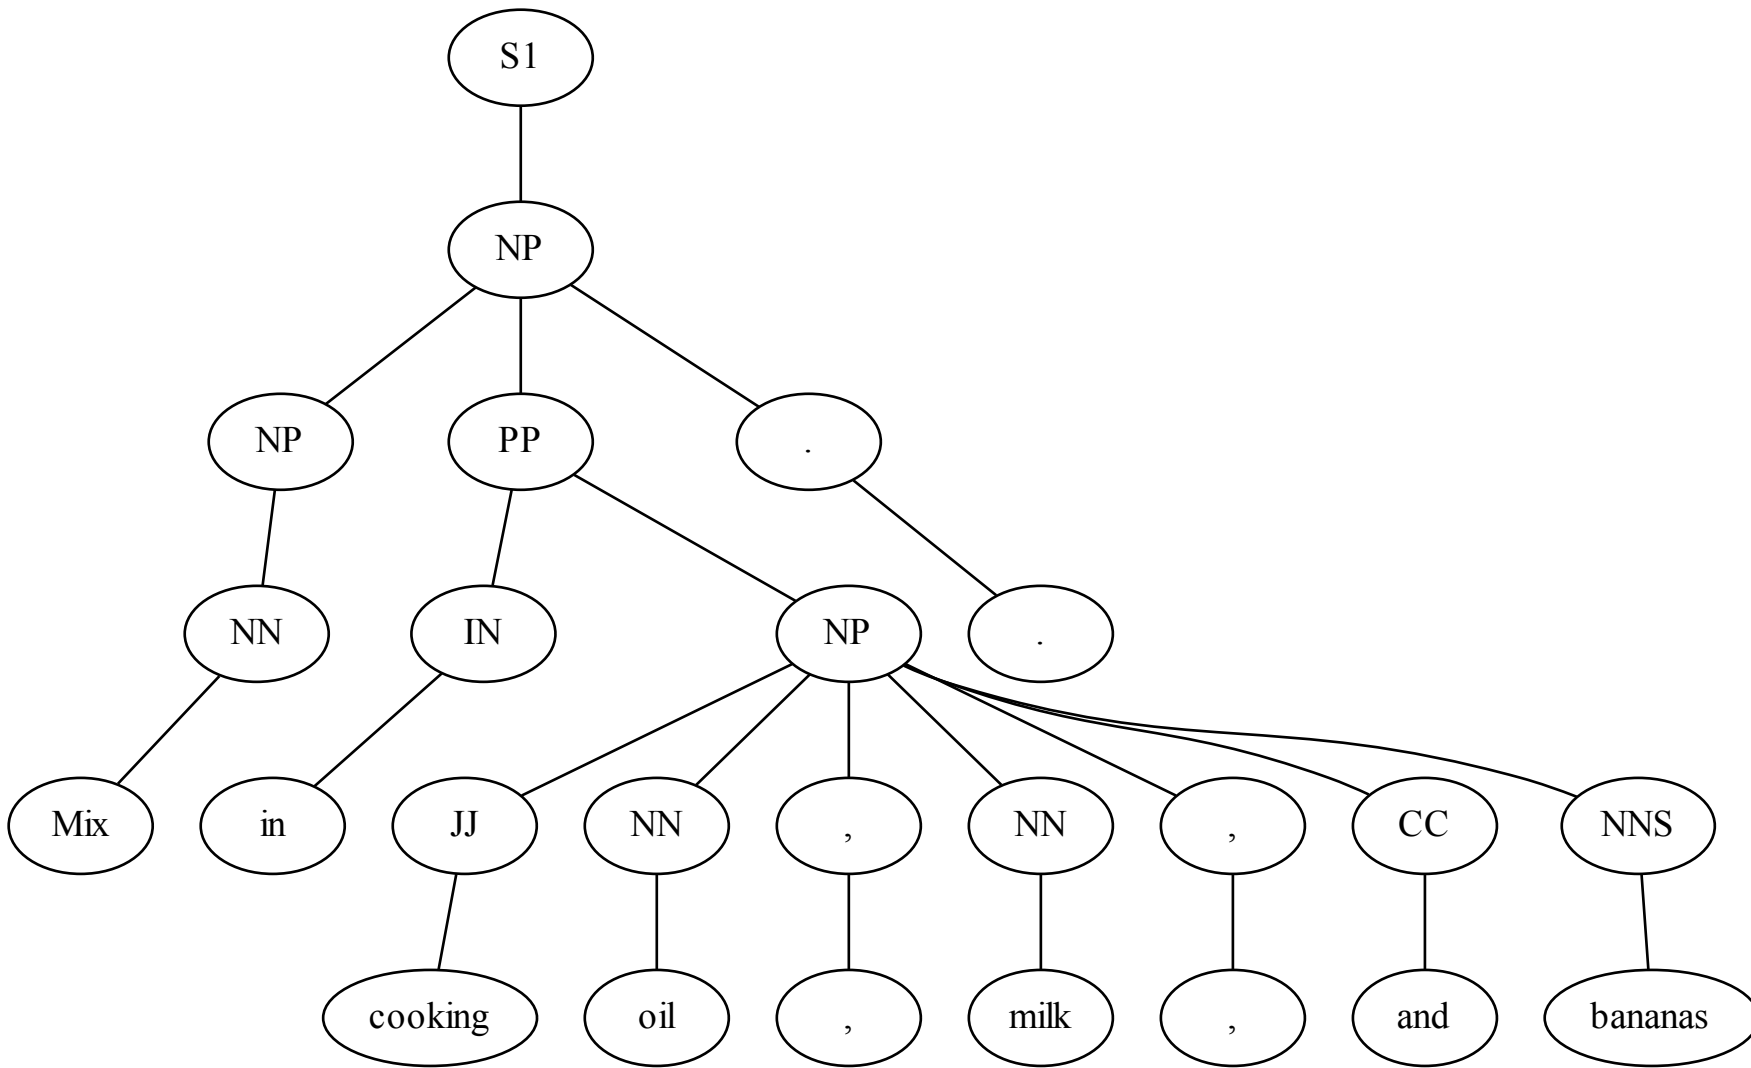 S1
NP
NP PP .
NN IN NP .
Mix in JJ NN , NN , CC NNS
cooking oil , milk , and bananas